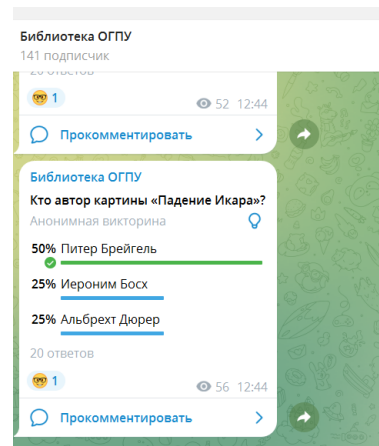 Библиотека ОГПУ
141 подписчик
20 ответов
1
52 12:44
Прокомментировать
Библиотека ОГПУ
Кто автор картины «Падение Икара»?
Анонимная викторина
50% Питер Брейгель
25% Иероним Босх
25% Альбрехт Дюрер
20 ответов
1
56 12:44
Прокомментировать